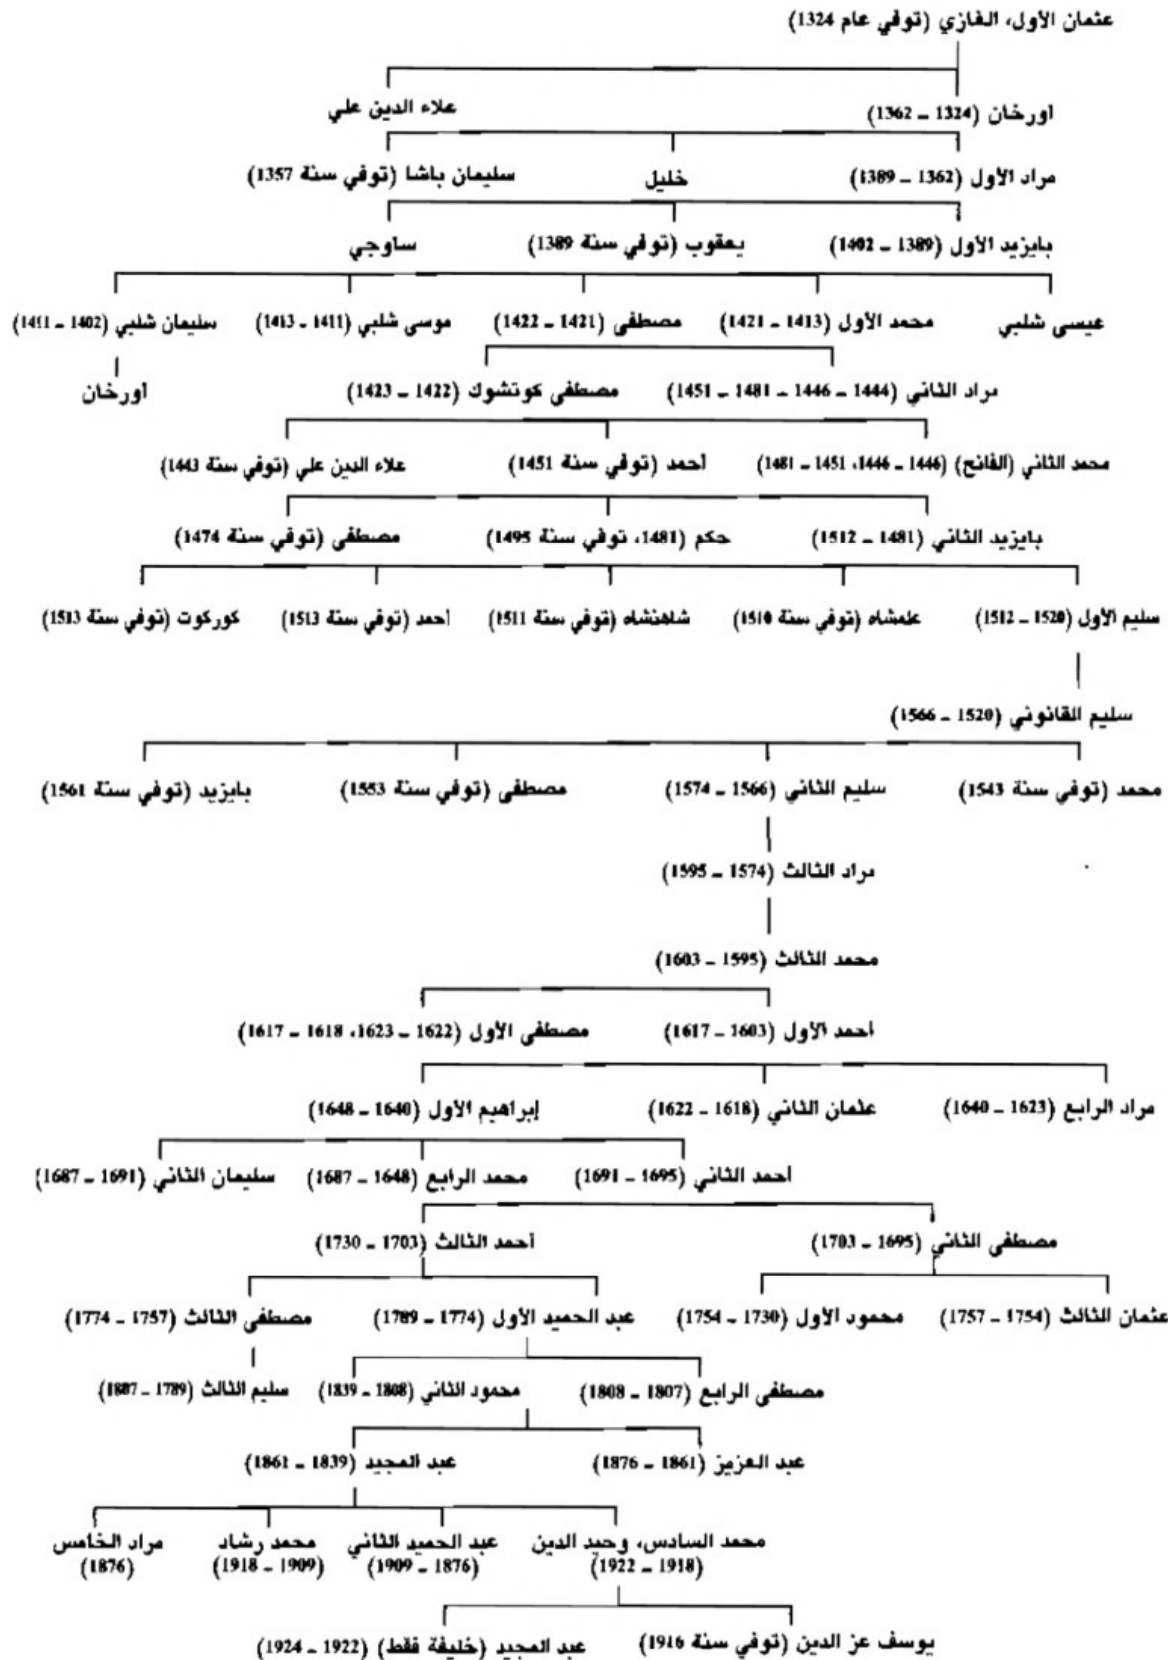 عثمان الأول، الغازي (توفي عام 1324)
اورخان (1324 – 1362) علاء الدين علي
مراد الأول (1362 – 1389) خليل سليمان باشا (توفي سنة 1357)
بايزيد الأول (1389 – 1402) يعقوب (توفي سنة 1389) ساوجي
عيسى شلبي محمد الأول (1413 – 1421) مصطفى (1421 – 1422) موسى شلبي (1411 – 1413) سليمان شلبي (1402 – 1411)
مراد الثاني (1444 – 1446 – 1481 – 1451) مصطفى كوتشوك (1422 – 1423) أورخان
محمد الثاني (الفاتح) (1446 – 1446، 1451 – 1481) أحمد (توفي سنة 1451) علاء الدين علي (توفي سنة 1443)
بايزيد الثاني (1481 – 1512) حكم (1481، توفي سنة 1495) مصطفى (توفي سنة 1474)
سليم الأول (1520 – 1512) علمشاه (توفي سنة 1510) شاهنشاه (توفي سنة 1511) أحمد (توفي سنة 1513) كوركوت (توفي سنة 1513)
سليم القانوني (1520 – 1566)
محمد (توفي سنة 1543) سليم الثاني (1566 – 1574) مصطفى (توفي سنة 1553) بايزيد (توفي سنة 1561)
مراد الثالث (1574 – 1595)
محمد الثالث (1595 – 1603)
أحمد الأول (1603 – 1617) مصطفى الأول (1622 – 1623، 1618 – 1617)
مراد الرابع (1623 – 1640) عثمان الثاني (1618 – 1622) إبراهيم الأول (1640 – 1648)
أحمد الثاني (1695 – 1691) محمد الرابع (1648 – 1687) سليمان الثاني (1691 – 1687)
مصطفى الثاني (1695 – 1703) أحمد الثالث (1703 – 1730)
عثمان الثالث (1754 – 1757) محمود الأول (1730 – 1754) عبد الحميد الأول (1774 – 1789) مصطفى الثالث (1757 – 1774)
مصطفى الرابع (1807 – 1808) محمود الثاني (1808 – 1839) سليم الثالث (1789 – 1807)
عبد العزيز (1861 – 1876) عبد المجيد (1839 – 1861)
محمد السادس، وحيد الدين عبد الحميد الثاني محمد رشاد مراد الخامس
(1918 – 1922) (1876 – 1909) (1909 – 1918) (1876)
يوسف عز الدين (توفي سنة 1916) عبد المجيد (خليفة فقط) (1922 – 1924)